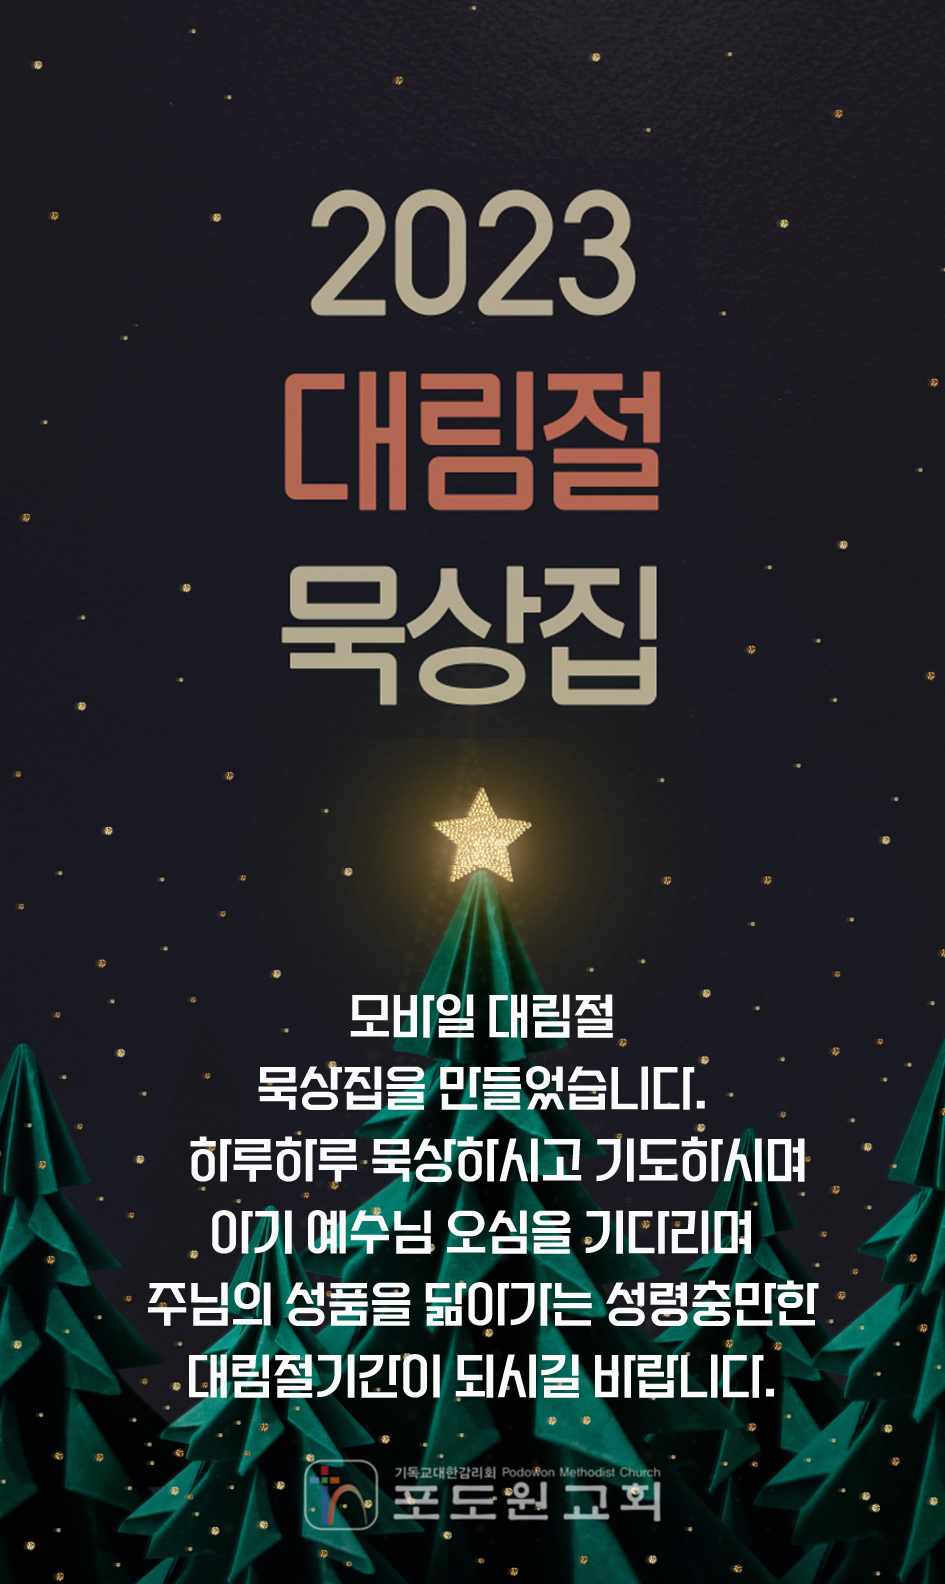 2023
대림절
묵상집
모바일 대림절
묵상집을 만들었습니다.
하루하루 묵상하시고 기도하시며
아기 예수님 오심을 기다리며
주님의 성품을 닮아가는 성령충만한
대림절기간이 되시길 바랍니다.
기독교대한감리회 Podowon Methodist Church
포도원교회